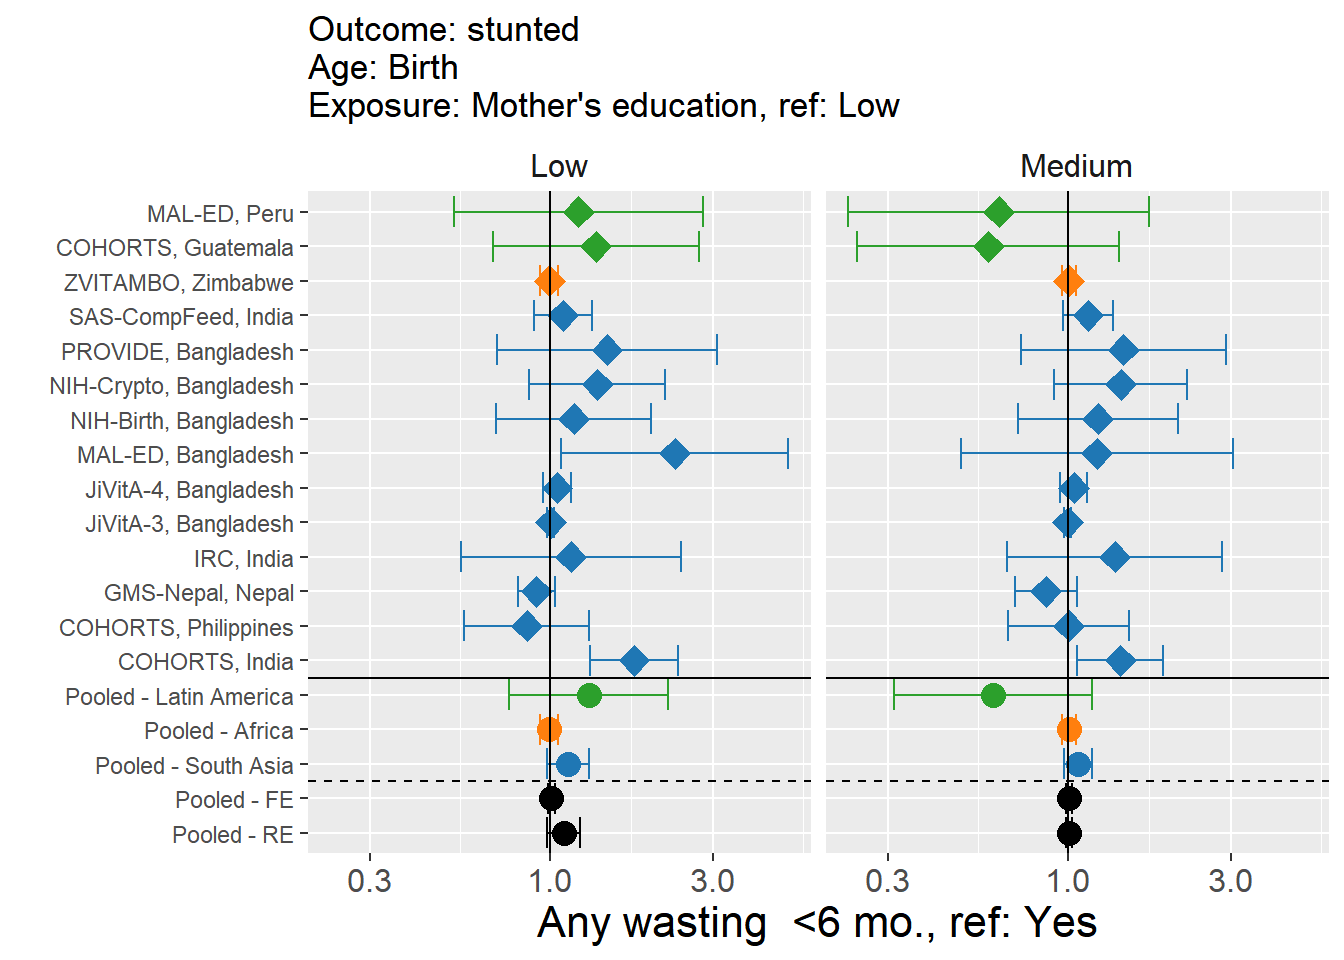 Outcome: stunted
Age: Birth
Exposure: Mother's education, ref: Low
Low
Medium
MAL-ED, Peru
COHORTS, Guatemala
ZVITAMBO, Zimbabwe
SAS-CompFeed, India
PROVIDE, Bangladesh
NIH-Crypto, Bangladesh
NIH-Birth, Bangladesh
MAL-ED, Bangladesh
JiVitA-4, Bangladesh
JiVitA-3, Bangladesh
IRC, India
GMS-Nepal, Nepal
COHORTS, Philippines
COHORTS, India
Pooled - Latin America
Pooled - Africa
Pooled - South Asia
Pooled - FE
Pooled - RE
0.3 1.0 3.0
0.3 1.0 3.0
Any wasting  <6 mo., ref: Yes